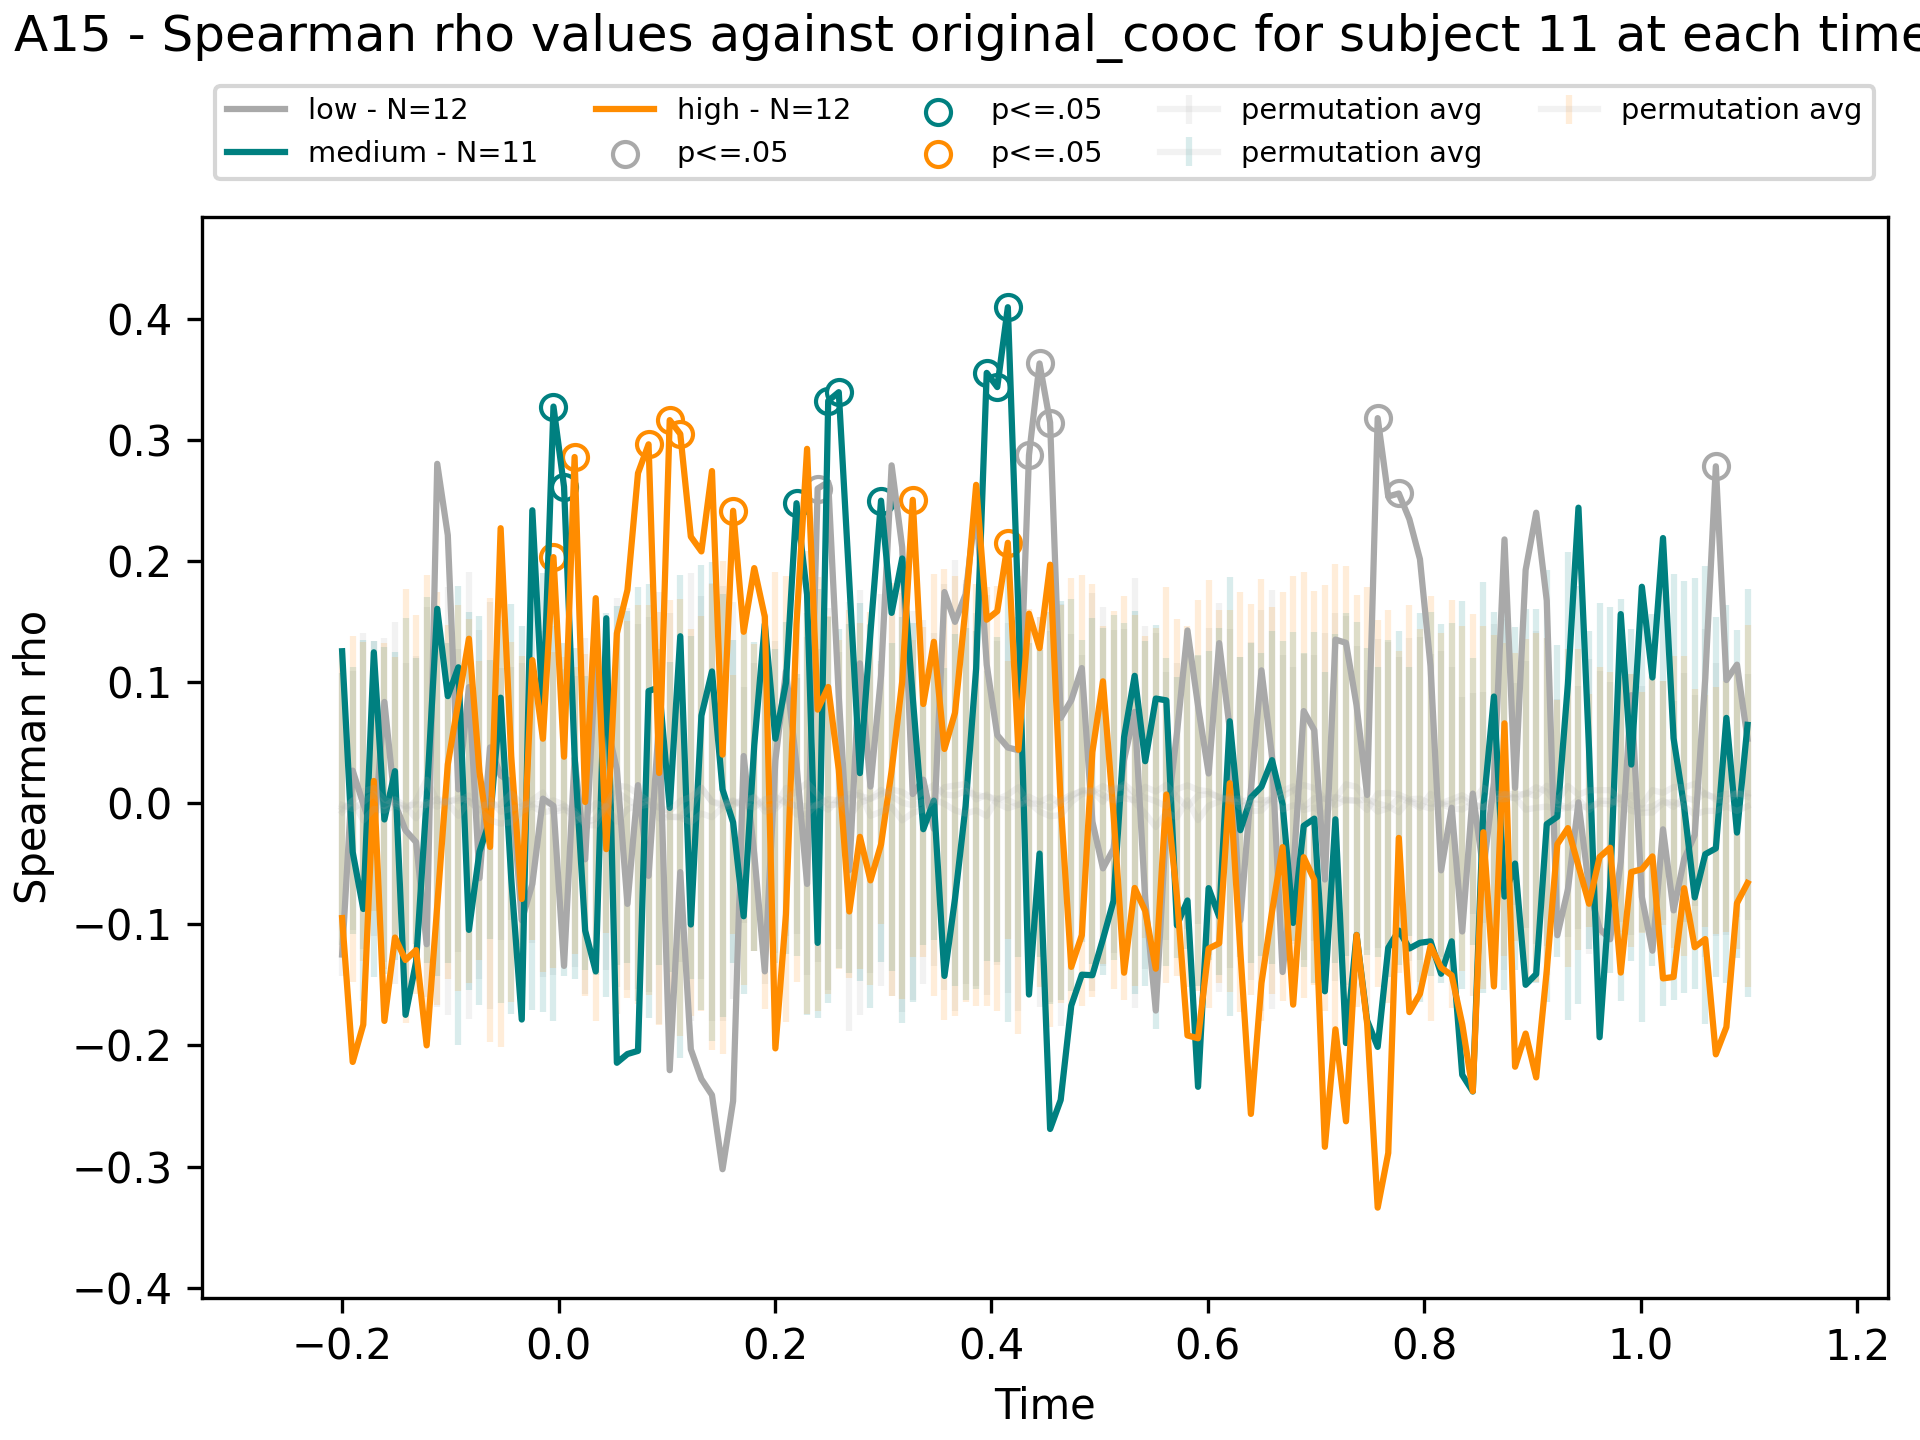 A15 - Spearman rho values against original_cooc for subject 11 at each time
low - N=12
medium - N=11
high - N=12
p<=.05
p<=.05
p<=.05
permutation avg
permutation avg
permutation avg
Spearman rho
0.4
0.3
0.2
0.1
0.0
−0.1
−0.2
−0.3
−0.4
−0.2
0.0
0.2
0.4
0.6
0.8
1.0
1.2
Time